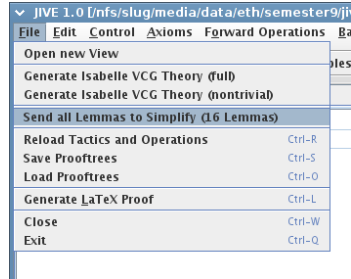 JIVE 1.0 [/nfs/slug/media/data/eth/semester9/ji
File Edit Control Axioms Forward Operations
Open new View
Generate Isabelle VCG Theory (full)
Generate Isabelle VCG Theory (nontrivial)
Send all Lemmas to Simplify (16 Lemmas)
Reload Tactics and Operations Ctrl-R
Save Prooftrees Ctrl-S
Load Prooftrees Ctrl-O
Generate LaTeX Proof Ctrl-L
Close Ctrl-W
Exit Ctrl-Q